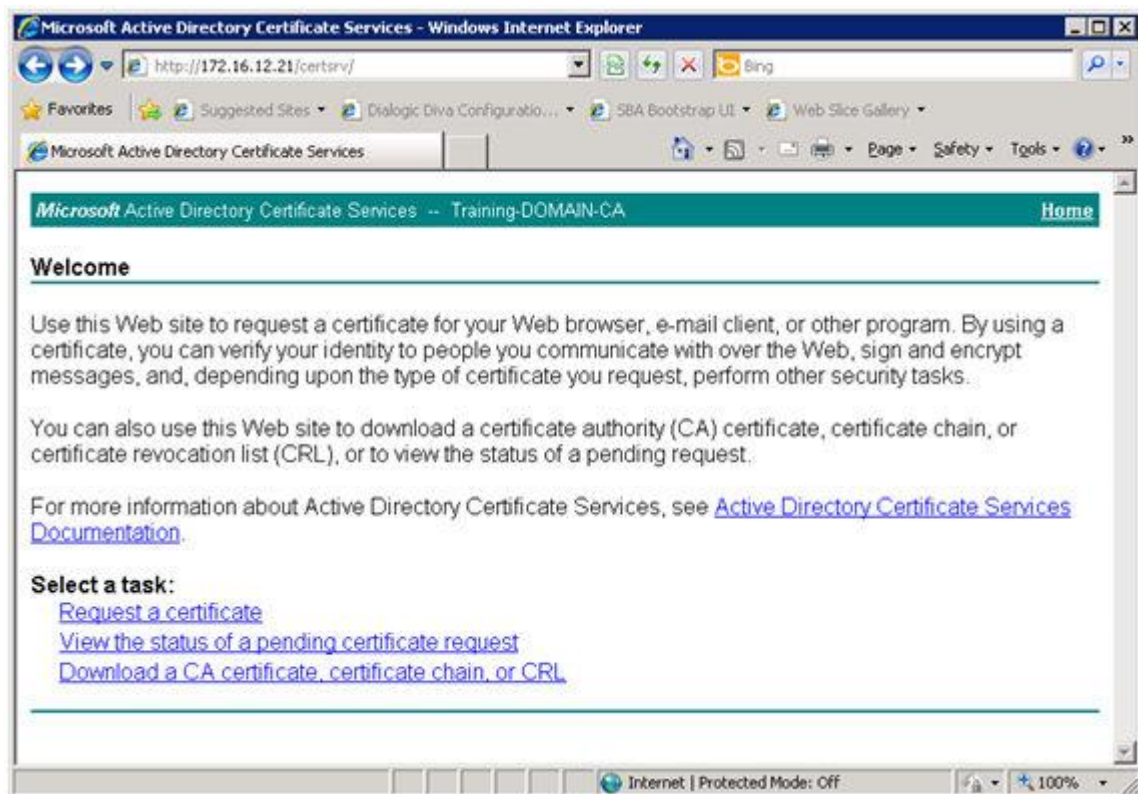 Microsoft Active Directory Certificate Services - Windows Internet Explorer
http://172.16.12.21/certsrv/
Bing
Favorites
Suggested Sites
Dialogic Diva Configuratio...
SBA Bootstrap UI
Web Slice Gallery
Microsoft Active Directory Certificate Services
Page
Safety
Tools
»
Microsoft Active Directory Certificate Services -- Training-DOMAIN-CA Home
Welcome
Use this Web site to request a certificate for your Web browser, e-mail client, or other program. By using a
certificate, you can verify your identity to people you communicate with over the Web, sign and encrypt
messages, and, depending upon the type of certificate you request, perform other security tasks.
You can also use this Web site to download a certificate authority (CA) certificate, certificate chain, or
certificate revocation list (CRL), or to view the status of a pending request.
For more information about Active Directory Certificate Services, see Active Directory Certificate Services
Documentation.
Select a task:
Request a certificate
View the status of a pending certificate request
Download a CA certificate, certificate chain, or CRL
Internet | Protected Mode: Off
100%